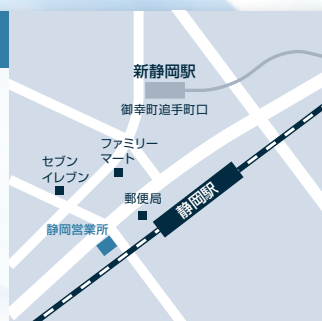 新静岡駅
御幸町追手町口
ファミリー
マート
セブン
イレブン
郵便局
静岡駅
静岡営業所